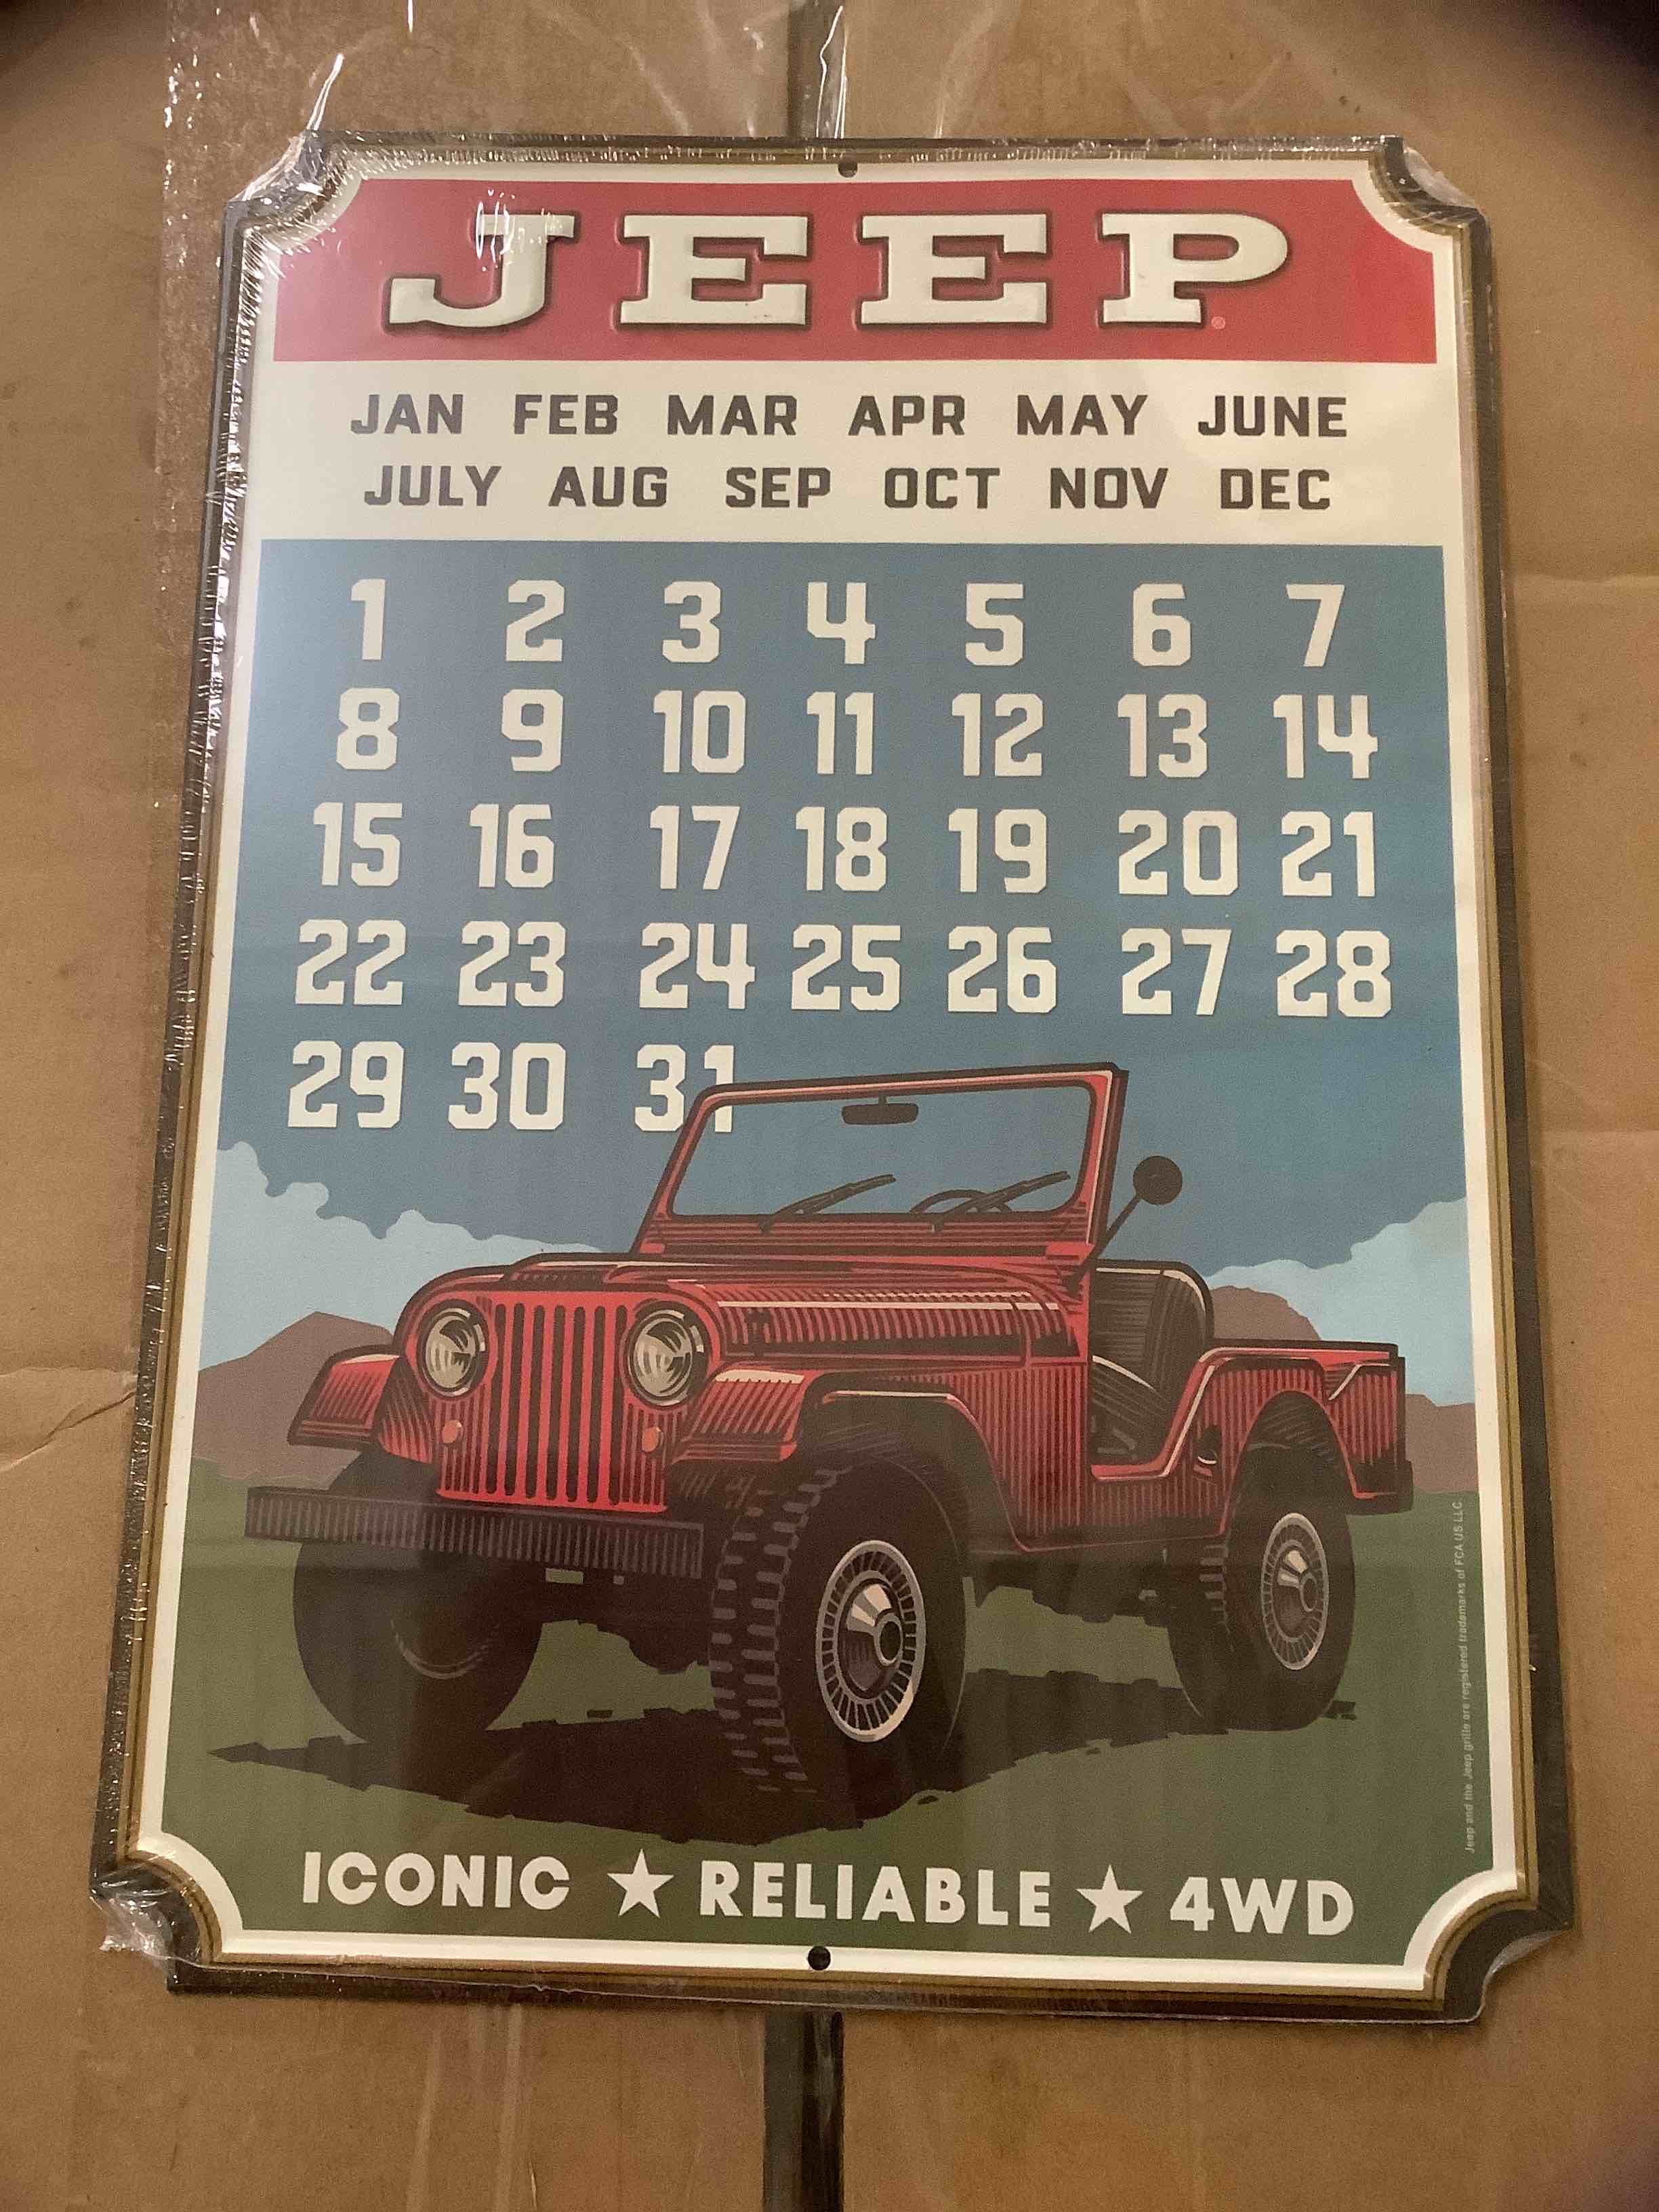 JEEP
JAN FEB MAR APR MAY JUNE
JULY AUG SEP OCT NOV DEC
1 2 3 4 5 6 7
8 9 10 11 12 13 14
15 16 17 18 19 20 21
22 23 24 25 26 27 28
29 30 31
Jeep and the Jeep grille are registered trademarks of FCA US LLC.
ICONIC ★ RELIABLE ★ 4WD